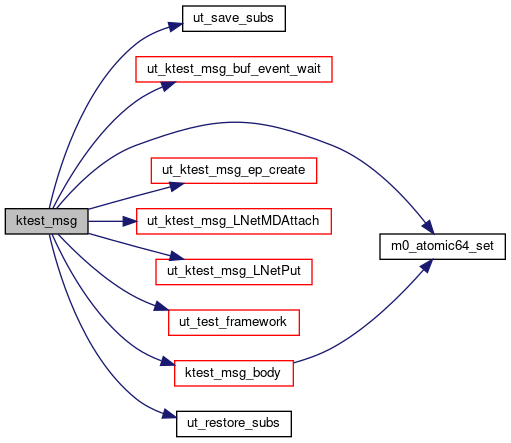 ut_save_subs
ut_ktest_msg_buf_event_wait
ut_ktest_msg_ep_create
ktest_msg
ut_ktest_msg_LNetMDAttach
m0_atomic64_set
ut_ktest_msg_LNetPut
ut_test_framework
ktest_msg_body
ut_restore_subs